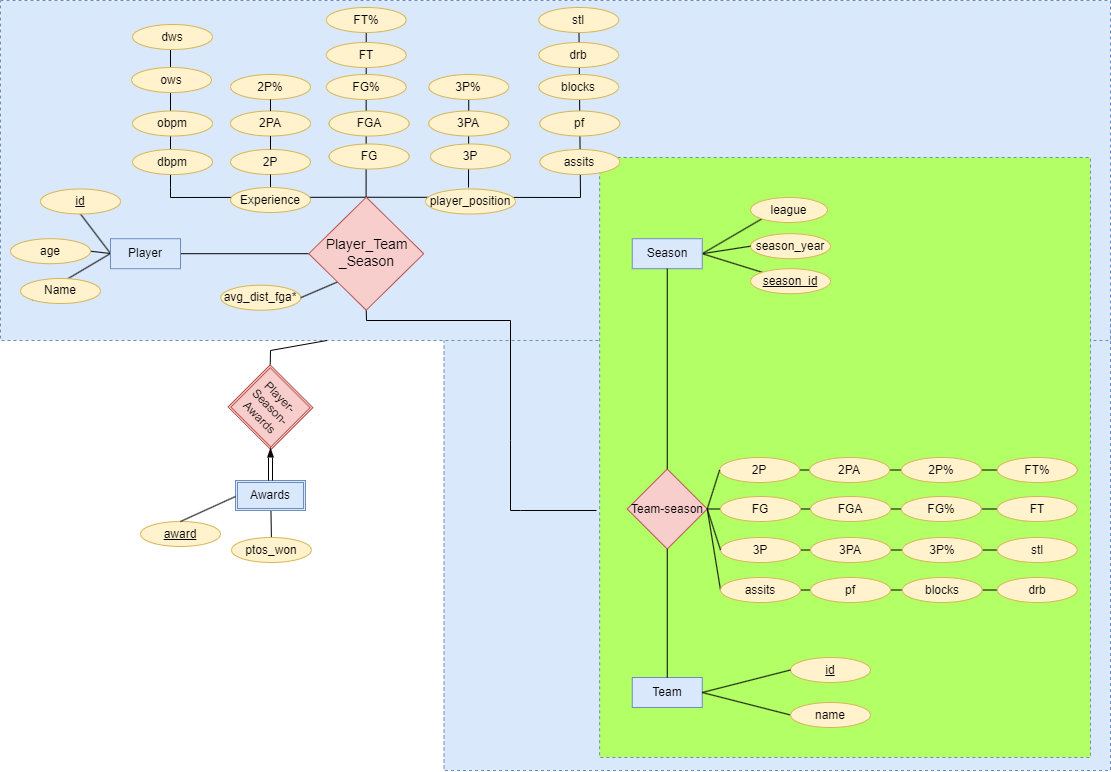 FT%
stl
dws
FT
drb
ows
2P%
FG%
3P%
blocks
obpm
2PA
FGA
3PA
pf
dbpm
2P
FG
3P
assits
id
Experience
player_position
age
Player
Player_Team
_Season
Name
avg_dist_fga*
league
Season
season_year
season_id
Player-
Season-
Awards
Awards
award
ptos_won
2P
2PA
2P%
FT%
Team-season
FG
FGA
FG%
FT
3P
3PA
3P%
stl
assits
pf
blocks
drb
id
Team
name